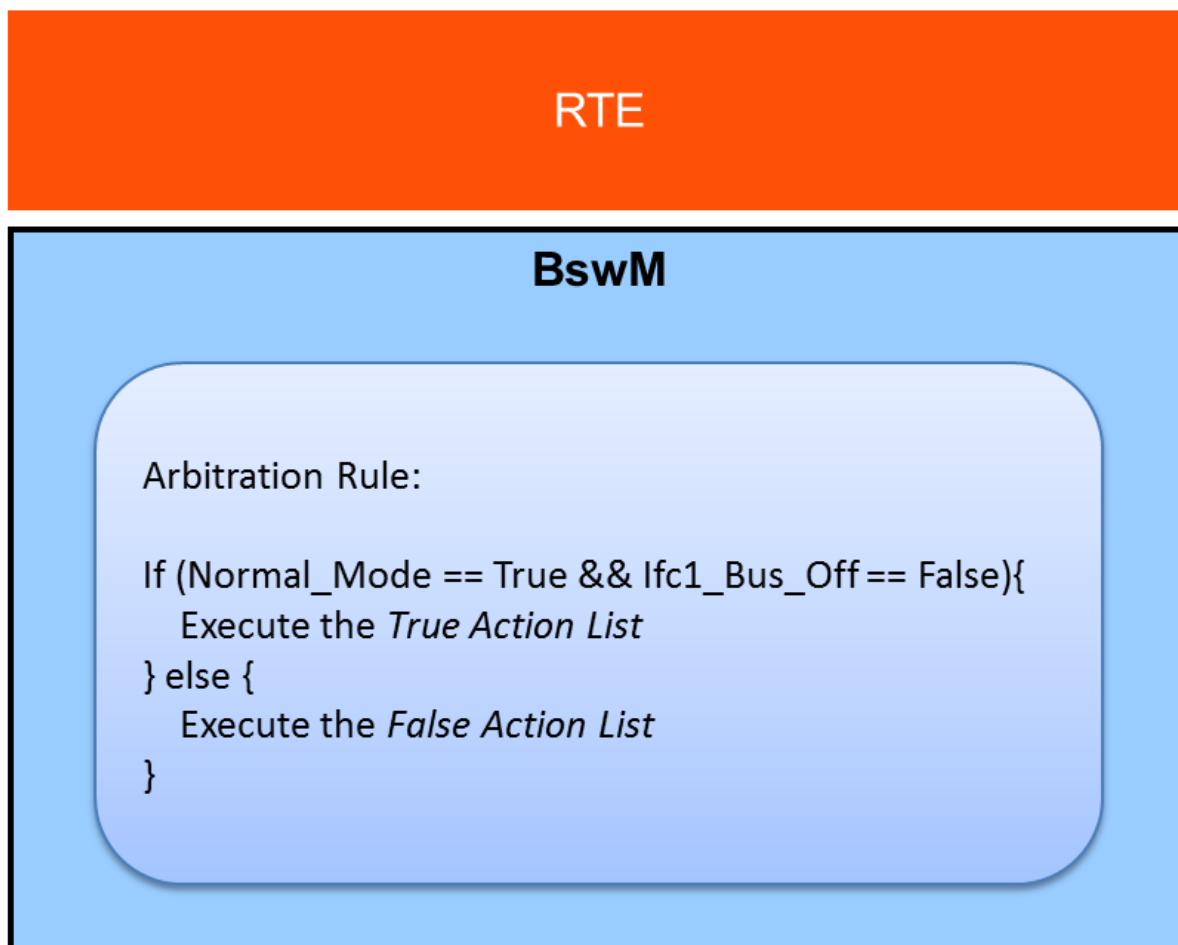 RTE
BswM
Arbitration Rule:
If (Normal_Mode == True && Ifc1_Bus_Off == False){
Execute the True Action List
} else {
Execute the False Action List
}